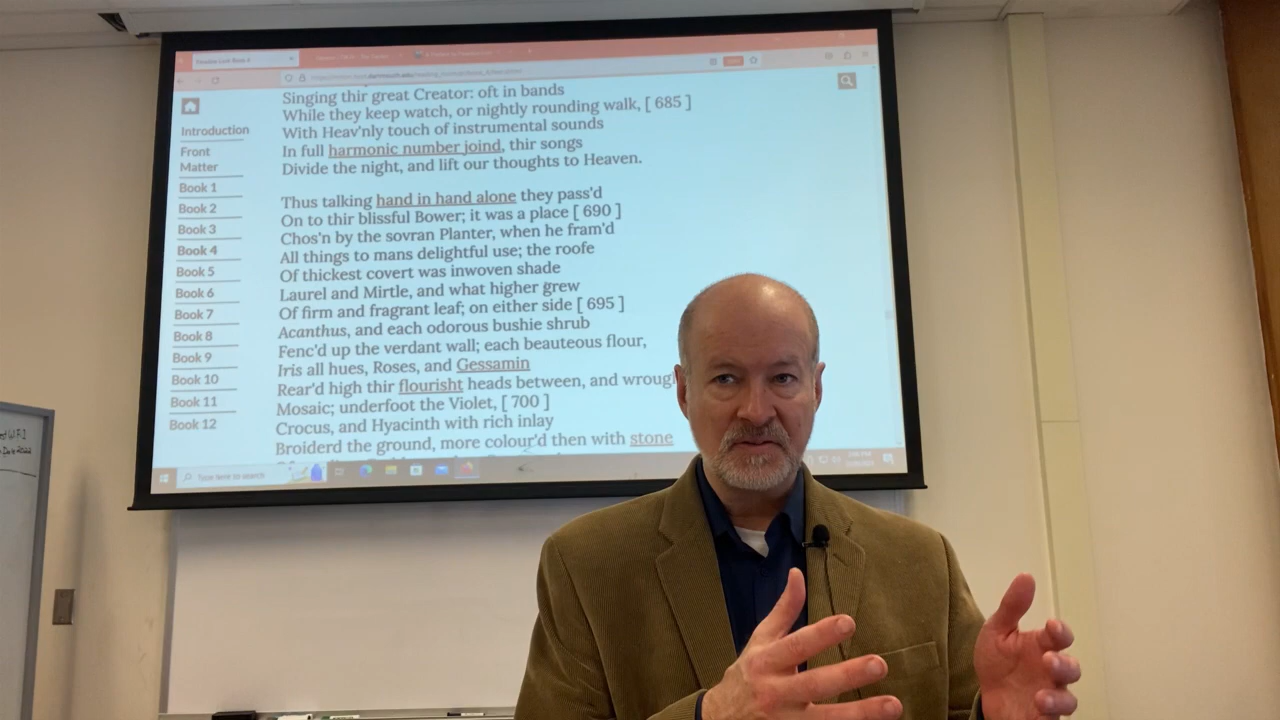 Paradise Lost: Book 4
Singing thir great Creator: oft in bands
While they keep watch, or nightly rounding walk, [ 685 ]
With Heav'nly touch of instrumental sounds
In full harmonic number joind, thir songs
Divide the night, and lift our thoughts to Heaven.
Thus talking hand in hand alone they pass'd
On to thir blissful Bower; it was a place [ 690 ]
Chos'n by the sovran Planter, when he fram'd
All things to mans delightful use; the roofe
Of thickest covert was inwoven shade
Laurel and Mirtle, and what higher grew
Of firm and fragrant leaf; on either side [ 695 ]
Acanthus, and each odorous bushie shrub
Fenc'd up the verdant wall; each beauteous flour,
Iris all hues, Roses, and Gessamin
Rear'd high thir flourisht heads between, and wrough
Mosaic; underfoot the Violet, [ 700 ]
Crocus, and Hyacinth with rich inlay
Broiderd the ground, more colour'd then with stone
Introduction
Front
Matter
Book 1
Book 2
Book 3
Book 4
Book 5
Book 6
Book 7
Book 8
Book 9
Book 10
Book 11
Book 12
Type here to search